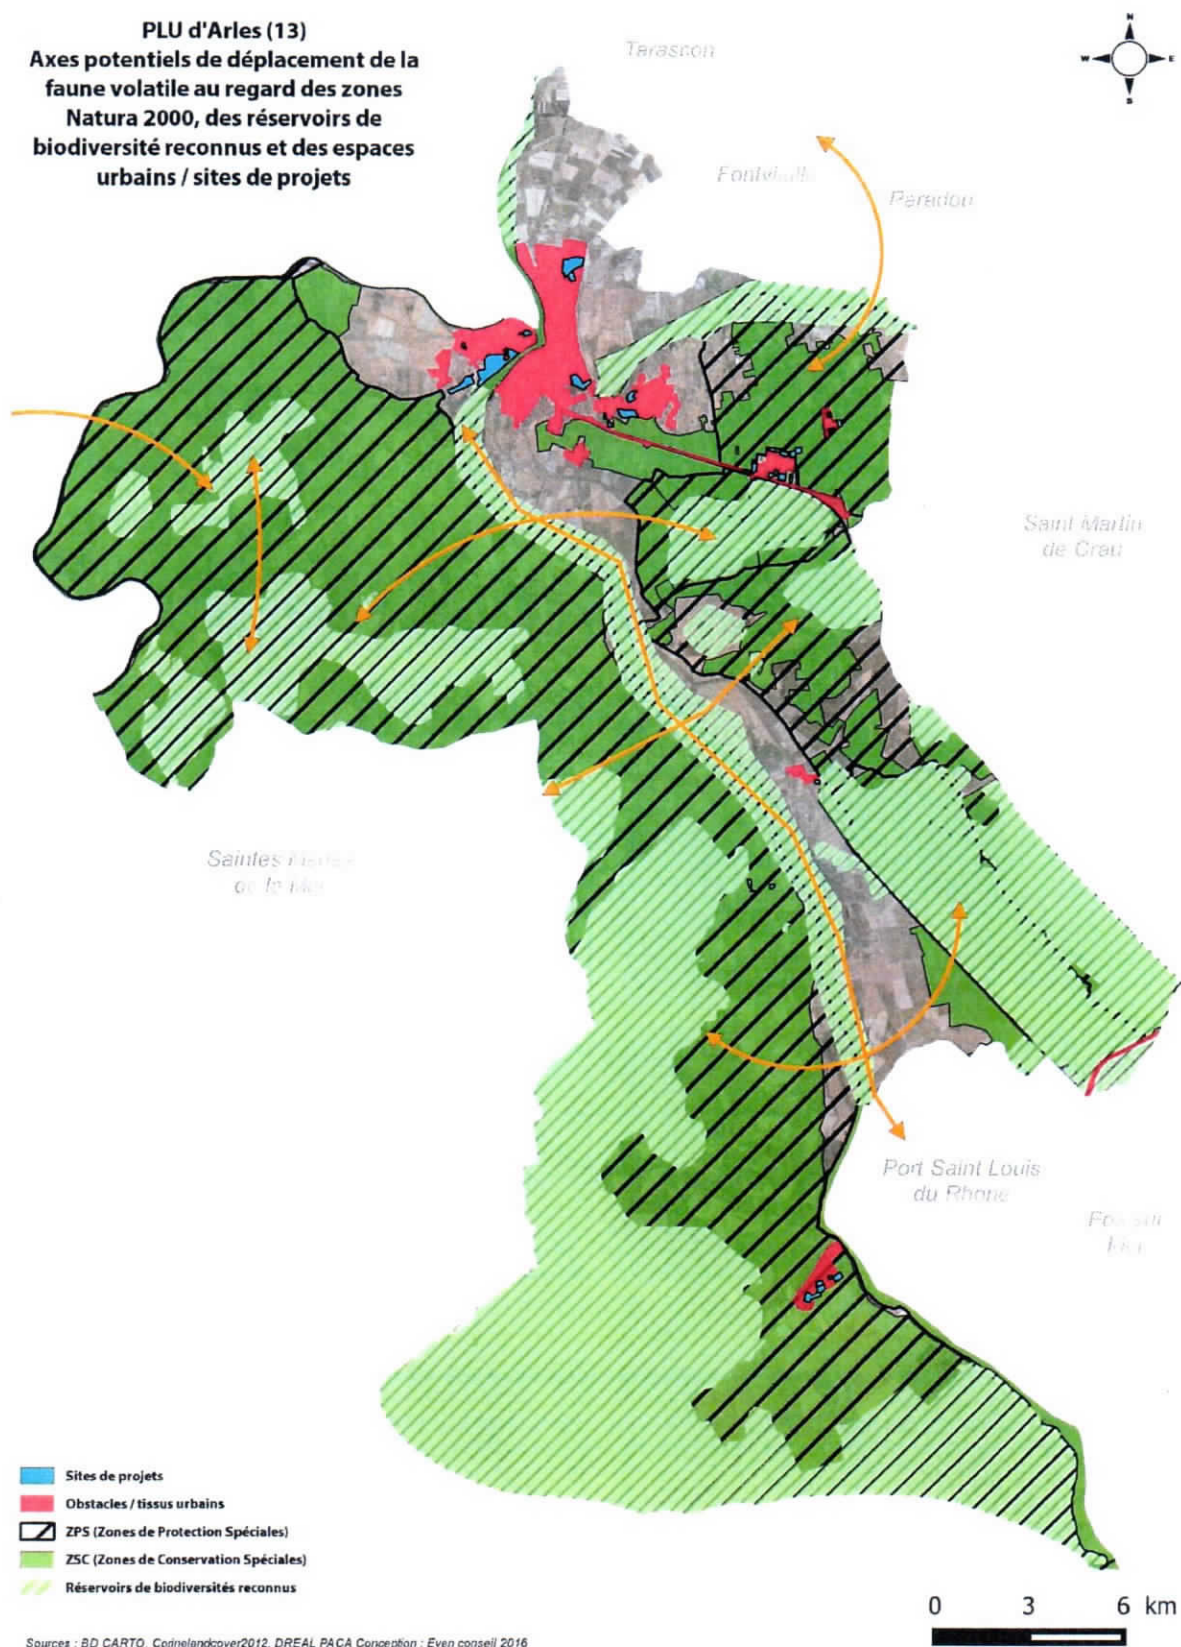 PLU d'Arles (13)
Axes potentiels de déplacement de la
faune volatile au regard des zones
Natura 2000, des réservoirs de
biodiversité reconnus et des espaces
urbains / sites de projets
N
W
E
S
Tarascon
Paradou
Saint Martin
de Crau
Saintes
Port Saint Louis
du Rhone
Sites de projets
Obstacles / tissus urbains
ZPS (Zones de Protection Spéciales)
ZSC (Zones de Conservation Spéciales)
Réservoirs de biodiversités reconnus
0 3 6 km
Sources : BD CARTO, Corinelandcover2012, DREAL PACA Conception : Even conseil 2016